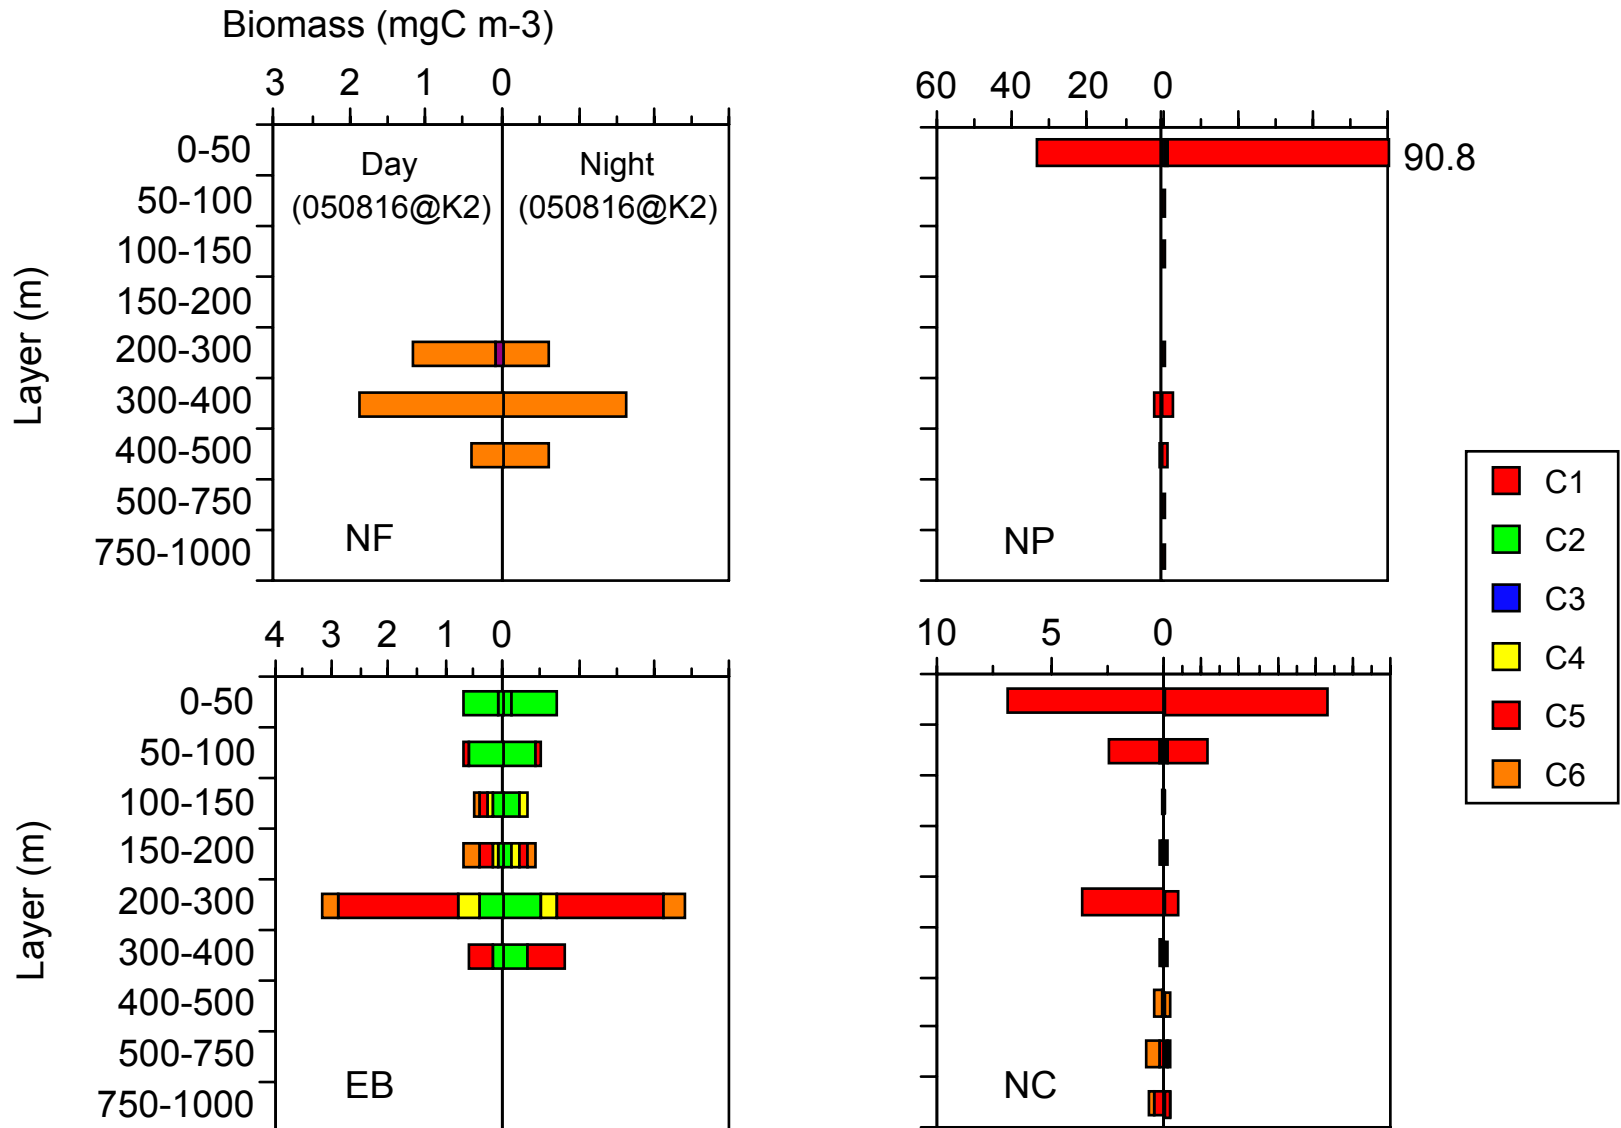 Biomass (mgC m-3)
3 2 1 0
60 40 20 0
Layer (m)
0-50
50-100
100-150
150-200
200-300
300-400
400-500
500-750
750-1000
Day
(050816@K2)
Night
(050816@K2)
NF
90.8
NP
C1
C2
C3
C4
C5
C6
4 3 2 1 0
10 5 0
Layer (m)
0-50
50-100
100-150
150-200
200-300
300-400
400-500
500-750
750-1000
EB
NC